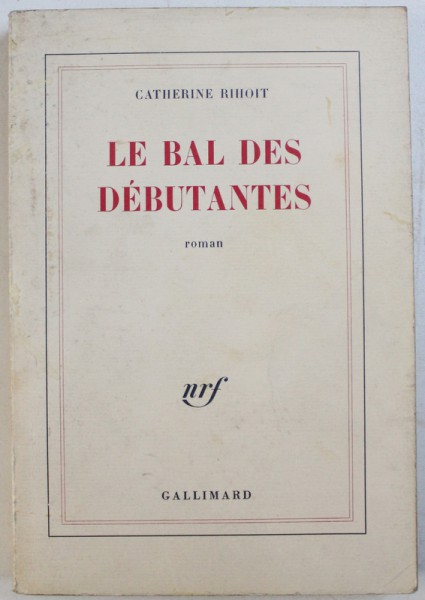 CATHERINE RIHOIT
LE BAL DES
DÉBUTANTES
roman
nrf
GALLIMARD